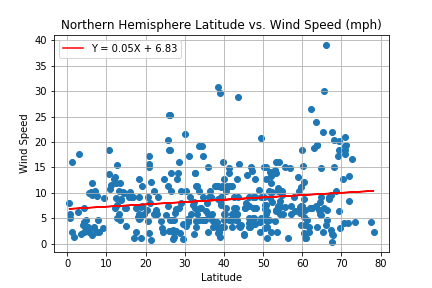 Northern Hemisphere Latitude vs. Wind Speed (mph)
Y = 0.05X + 6.83
Wind Speed
40
35
30
25
20
15
10
5
0
0 10 20 30 40 50 60 70 80
Latitude